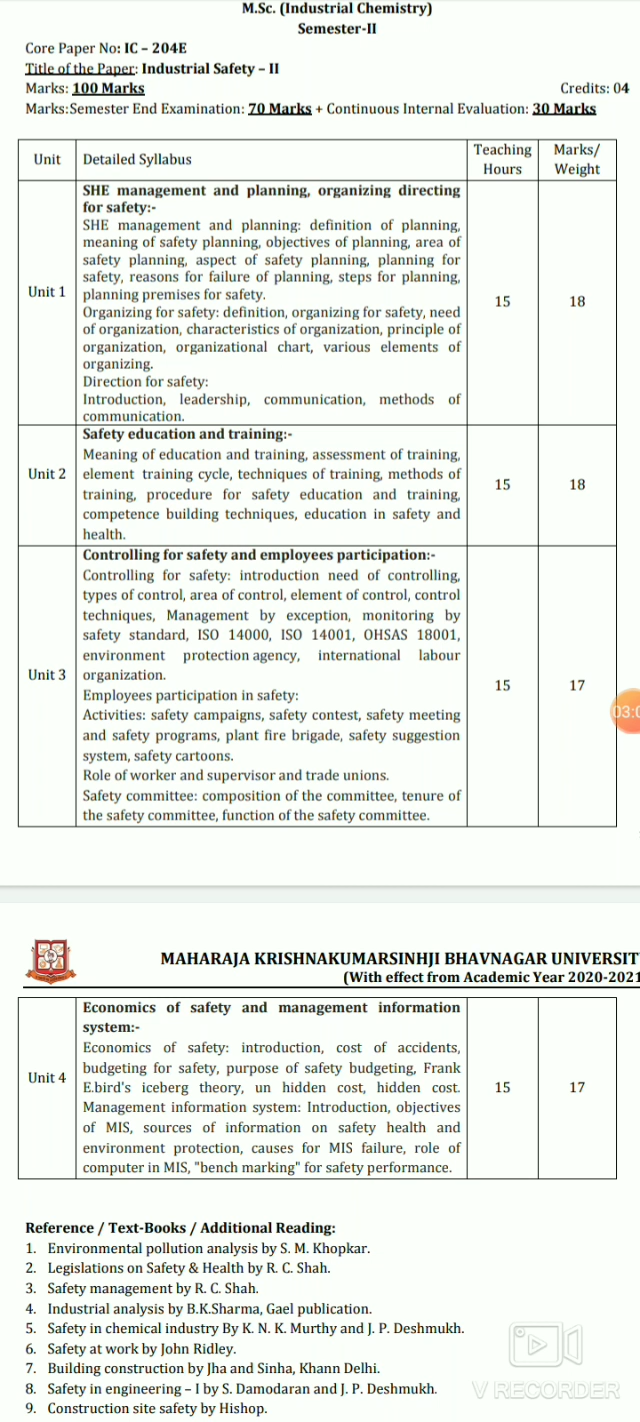 M.Sc. (Industrial Chemistry)
Semester-II
Core Paper No: IC – 204E
Title of the Paper: Industrial Safety – II
Marks: 100 Marks Credits: 04
Marks:Semester End Examination: 70 Marks + Continuous Internal Evaluation: 30 Marks
Unit Detailed Syllabus Teaching Hours Marks/ Weight
SHE management and planning, organizing directing
for safety:-
SHE management and planning: definition of planning,
meaning of safety planning, objectives of planning, area of
safety planning, aspect of safety planning, planning for
safety, reasons for failure of planning, steps for planning,
Unit 1 planning premises for safety. 15 18
Organizing for safety: definition, organizing for safety, need
of organization, characteristics of organization, principle of
organization, organizational chart, various elements of
organizing.
Direction for safety:
Introduction, leadership, communication, methods of
communication.
Safety education and training:-
Meaning of education and training, assessment of training,
Unit 2 element training cycle, techniques of training, methods of 15 18
training, procedure for safety education and training,
competence building techniques, education in safety and
health.
Controlling for safety and employees participation:-
Controlling for safety: introduction need of controlling,
types of control, area of control, element of control, control
techniques, Management by exception, monitoring by
safety standard, ISO 14000, ISO 14001, OHSAS 18001,
environment protection agency, international labour
Unit 3 organization. 15 17
Employees participation in safety:
Activities: safety campaigns, safety contest, safety meeting
and safety programs, plant fire brigade, safety suggestion
system, safety cartoons.
Role of worker and supervisor and trade unions.
Safety committee: composition of the committee, tenure of
the safety committee, function of the safety committee.
03:0
MAHARAJA KRISHNAKUMARSINHJI BHAVNAGAR UNIVERSIT
(With effect from Academic Year 2020-2021
Economics of safety and management information
system:-
Economics of safety: introduction, cost of accidents,
budgeting for safety, purpose of safety budgeting, Frank
Unit 4 E.bird's iceberg theory, un hidden cost, hidden cost. 15 17
Management information system: Introduction, objectives
of MIS, sources of information on safety health and
environment protection, causes for MIS failure, role of
computer in MIS, "bench marking" for safety performance.
Reference / Text-Books / Additional Reading:
1. Environmental pollution analysis by S. M. Khopkar.
2. Legislations on Safety & Health by R. C. Shah.
3. Safety management by R. C. Shah.
4. Industrial analysis by B.K.Sharma, Gael publication.
5. Safety in chemical industry By K. N. K. Murthy and J. P. Deshmukh.
6. Safety at work by John Ridley.
7. Building construction by Jha and Sinha, Khann Delhi.
8. Safety in engineering – I by S. Damodaran and J. P. Deshmukh.
9. Construction site safety by Hishop.
V RECORDER